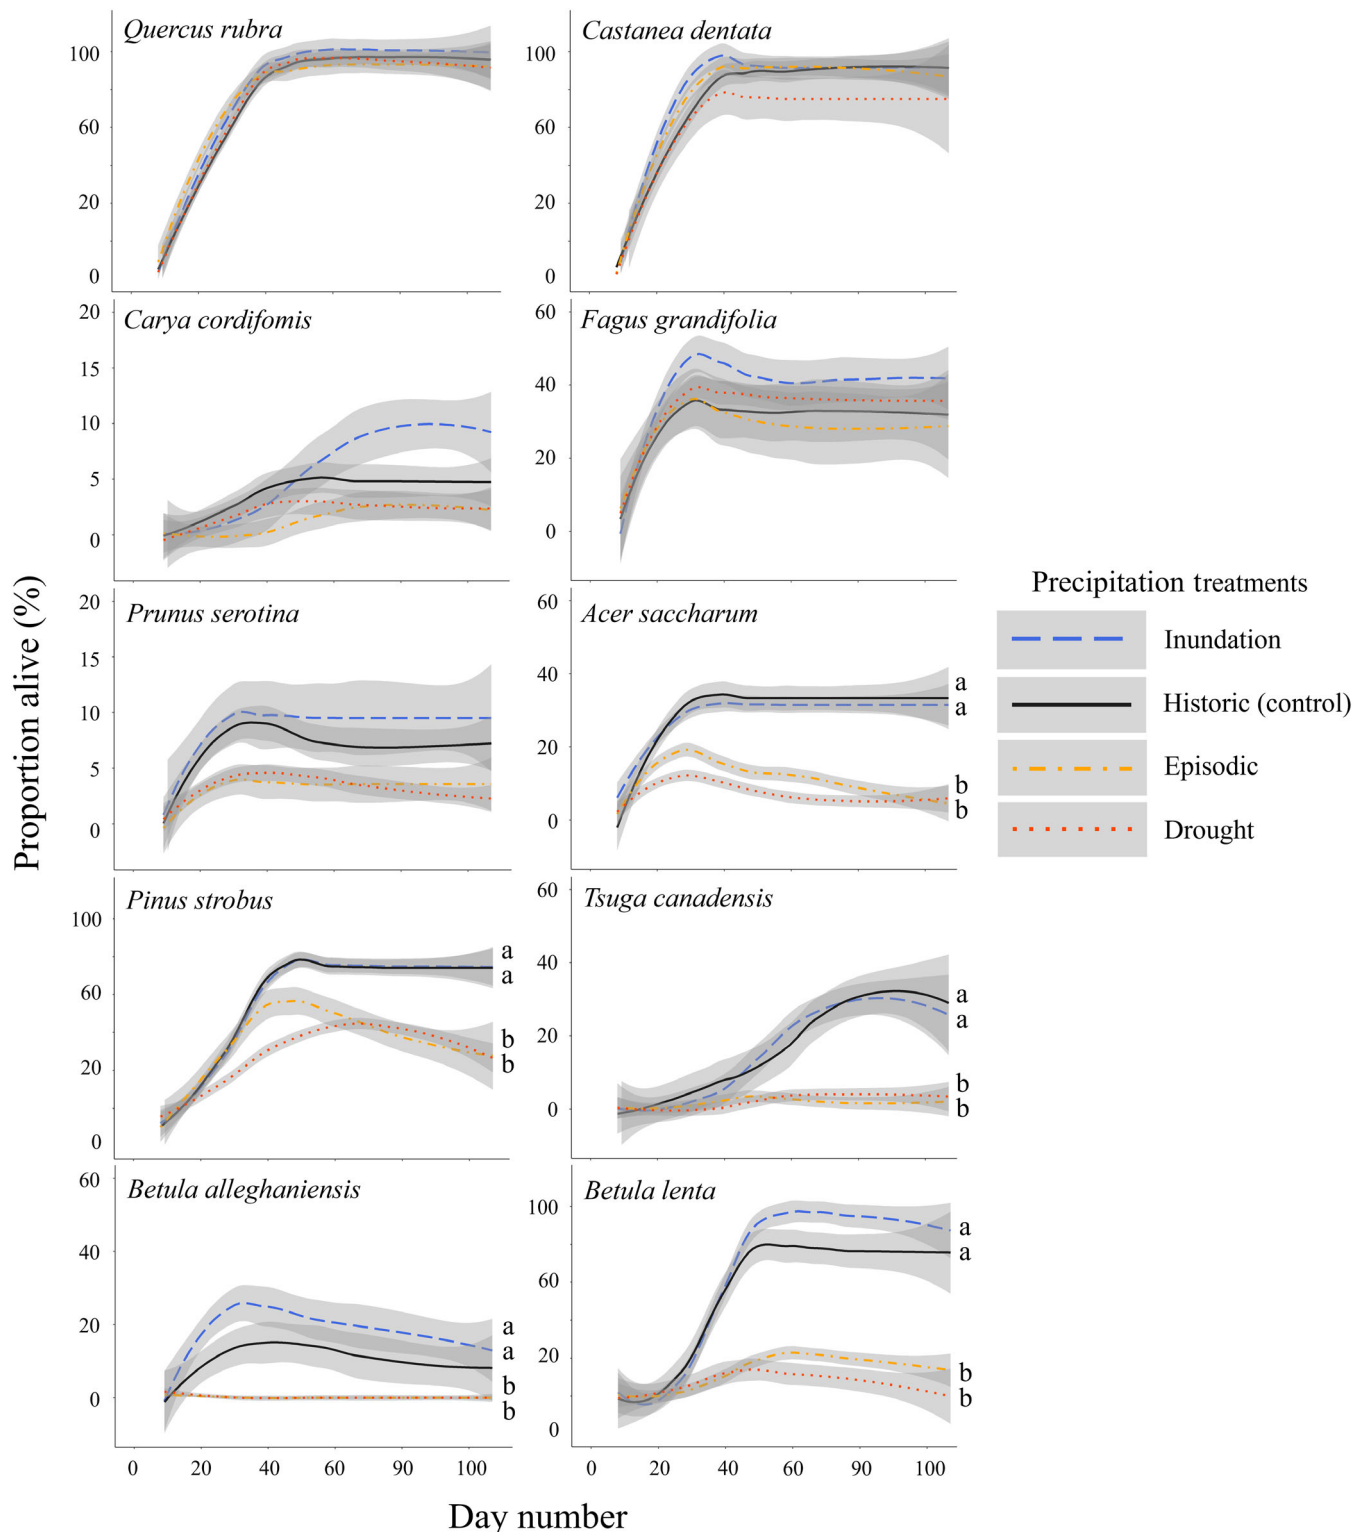 Quercus rubra
100
60
20
0
Castanea dentata
100
60
20
0
Carya cordifomis
20
15
10
5
0
Fagus grandifolia
60
40
20
0
Prunus serotina
20
15
10
5
0
Acer saccharum
60
40
20
0
a
a
b
b
Pinus strobus
100
60
20
0
a
a
b
b
Tsuga canadensis
60
40
20
0
a
a
b
b
Betula alleghaniensis
60
40
20
0
a
a
b
b
0 20 40 60 90 100
Betula lenta
100
60
20
0
a
a
b
b
0 20 60 90 100
Proportion alive (%)
Day number
Precipitation treatments
Inundation
Historic (control)
Episodic
Drought